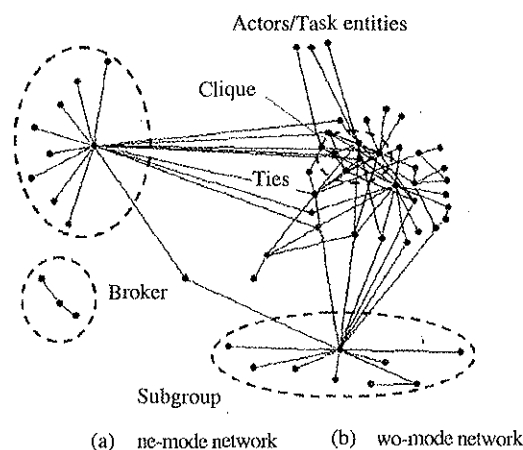 Actors/Task entities
Clique
Ties
Broker
Subgroup
(a) ne-mode network (b) wo-mode network